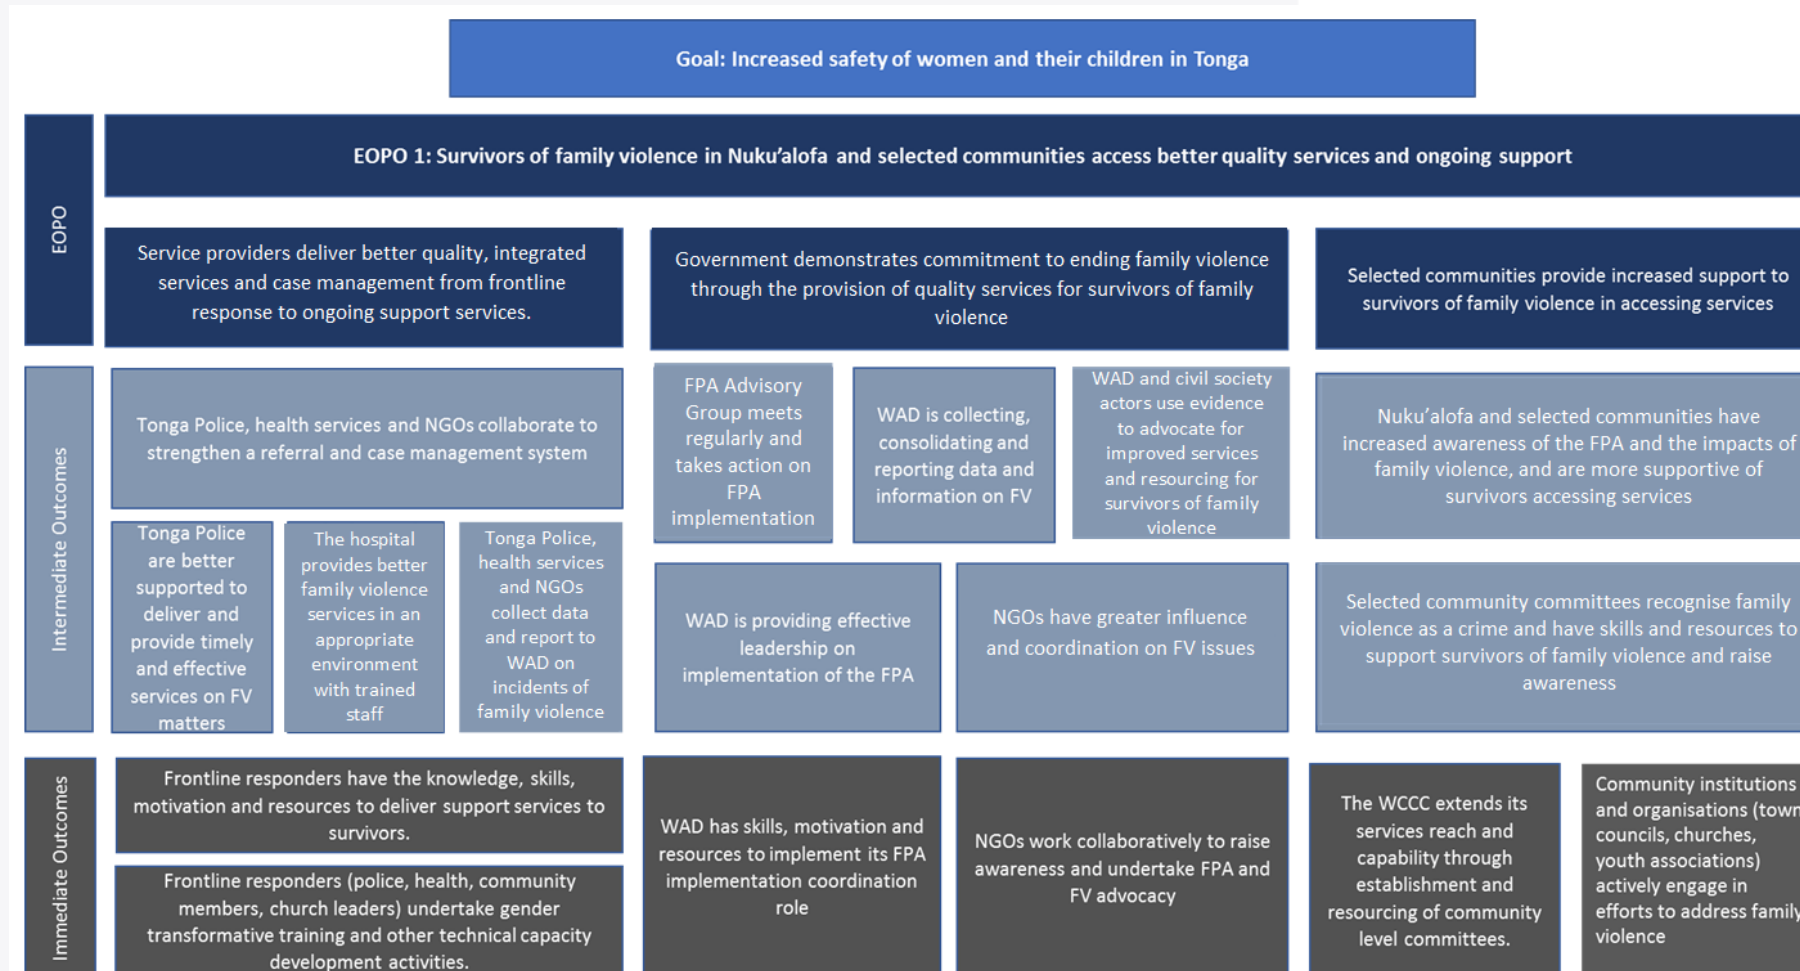 Goal: Increased safety of women and their children in Tonga
EOPO
EOPO 1: Survivors of family violence in Nuku’alofa and selected communities access better quality services and ongoing support
Service providers deliver better quality, integrated
services and case management from frontline
response to ongoing support services.
Government demonstrates commitment to ending family violence
through the provision of quality services for survivors of family
violence
Selected communities provide increased support to
survivors of family violence in accessing services
Intermediate Outcomes
Tonga Police, health services and NGOs collaborate to
strengthen a referral and case management system
Tonga Police
are better
supported to
deliver and
provide timely
and effective
services on FV
matters
The hospital
provides better
family violence
services in an
appropriate
environment
with trained
staff
Tonga Police,
health services
and NGOs
collect data
and report to
WAD on
incidents of
family violence
FPA Advisory
Group meets
regularly and
takes action on
FPA
implementation
WAD is collecting,
consolidating and
reporting data and
information on FV
WAD and civil society
actors use evidence
to advocate for
improved services
and resourcing for
survivors of family
violence
WAD is providing effective
leadership on
implementation of the FPA
NGOs have greater influence
and coordination on FV issues
Nuku’alofa and selected communities have
increased awareness of the FPA and the impacts of
family violence, and are more supportive of
survivors accessing services
Selected community committees recognise family
violence as a crime and have skills and resources to
support survivors of family violence and raise
awareness
Immediate Outcomes
Frontline responders have the knowledge, skills,
motivation and resources to deliver support services to
survivors.
Frontline responders (police, health, community
members, church leaders) undertake gender
transformative training and other technical capacity
development activities.
WAD has skills, motivation and
resources to implement its FPA
implementation coordination
role
NGOs work collaboratively to raise
awareness and undertake FPA and
FV advocacy
The WCCC extends its
services reach and
capability through
establishment and
resourcing of community
level committees.
Community institutions
and organisations (town
councils, churches,
youth associations)
actively engage in
efforts to address family
violence